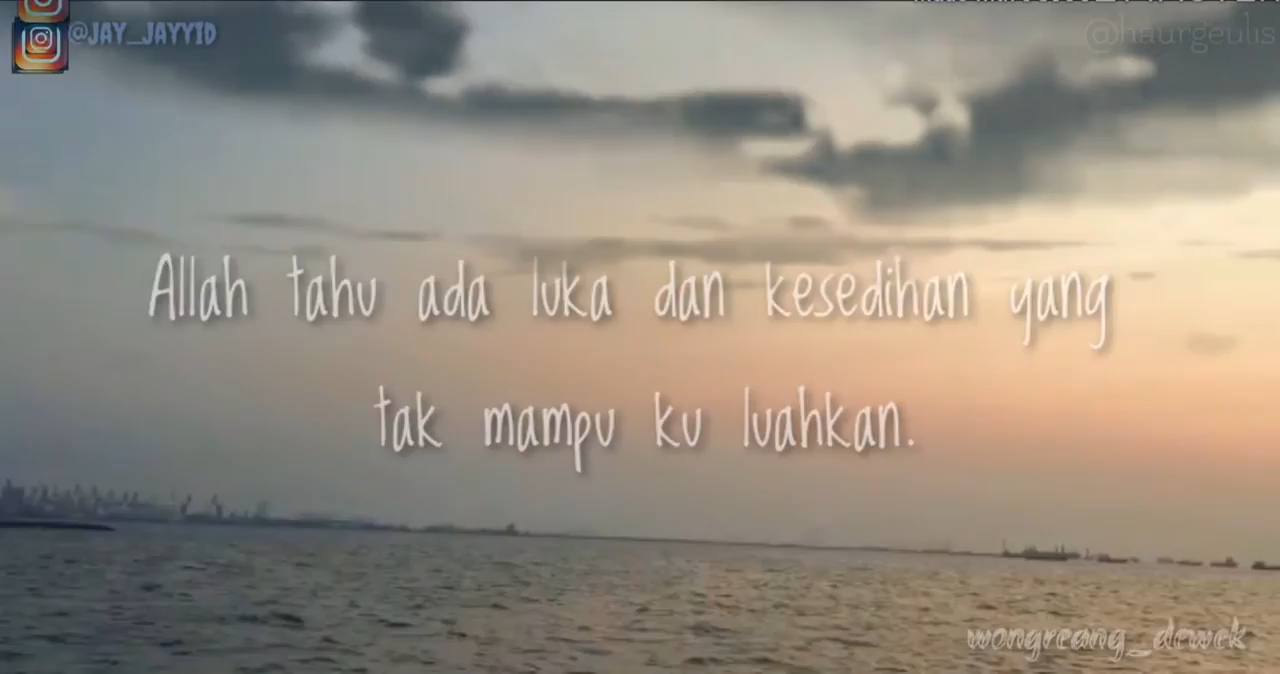 @JAY_JAYYID
@haurgeulis
Allah tahu ada luka dan kesedihan yang
tak mampu ku luahkan.
wongreang_dewek